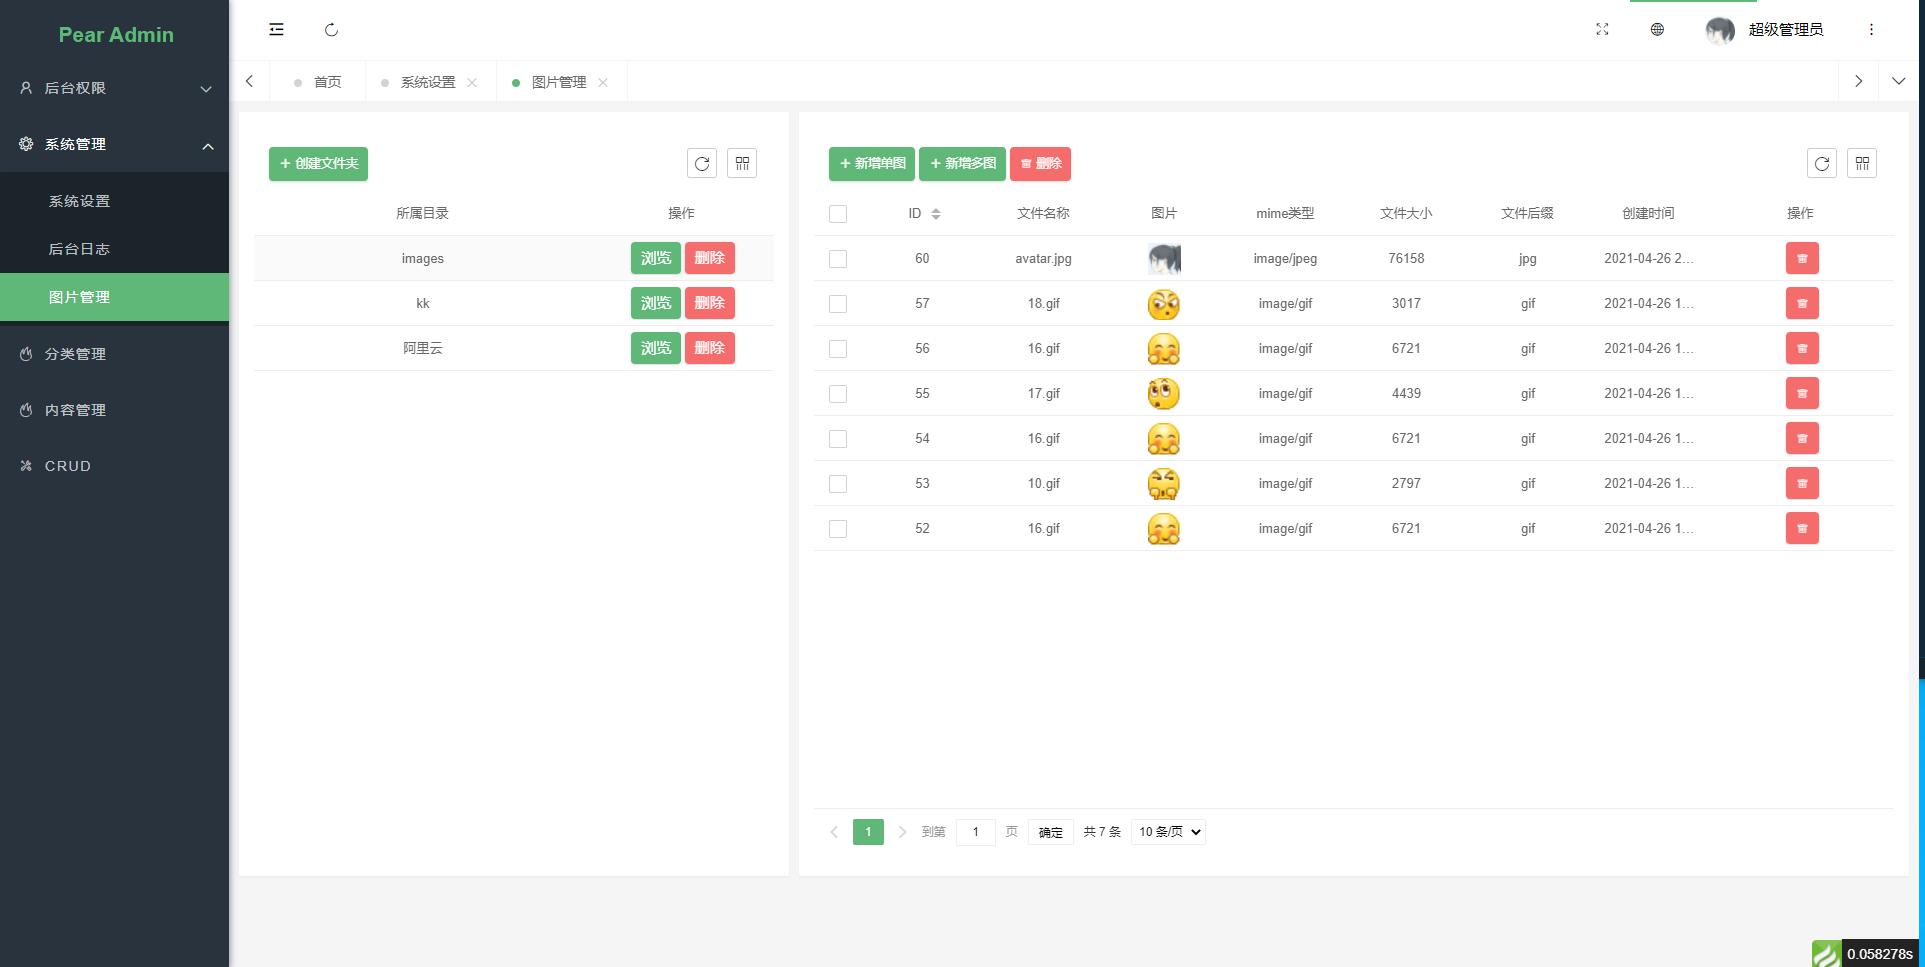 Pear Admin
后台权限
系统管理
系统设置
后台日志
图片管理
分类管理
内容管理
CRUD
超级管理员
首页 系统设置 图片管理
+ 创建文件夹
所属目录 操作
images 浏览 删除
kk 浏览 删除
阿里云 浏览 删除
+ 新增单图 + 新增多图 删除
ID 文件名称 图片 mime类型 文件大小 文件后缀 创建时间 操作
60 avatar.jpg image/jpeg 76158 jpg 2021-04-26 2...
57 18.gif image/gif 3017 gif 2021-04-26 1...
56 16.gif image/gif 6721 gif 2021-04-26 1...
55 17.gif image/gif 4439 gif 2021-04-26 1...
54 16.gif image/gif 6721 gif 2021-04-26 1...
53 10.gif image/gif 2797 gif 2021-04-26 1...
52 16.gif image/gif 6721 gif 2021-04-26 1...
1 到第 1 页 确定 共 7 条 10 条/页
0.058278s